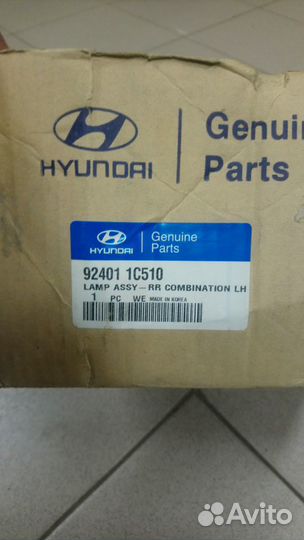 HYUNDAI
Genuin
Parts
HYUNDAI
Genuine
Parts
92401 1C510
LAMP ASSY-RR COMBINATION LH
1 PC WE MADE IN KOREA
Avito